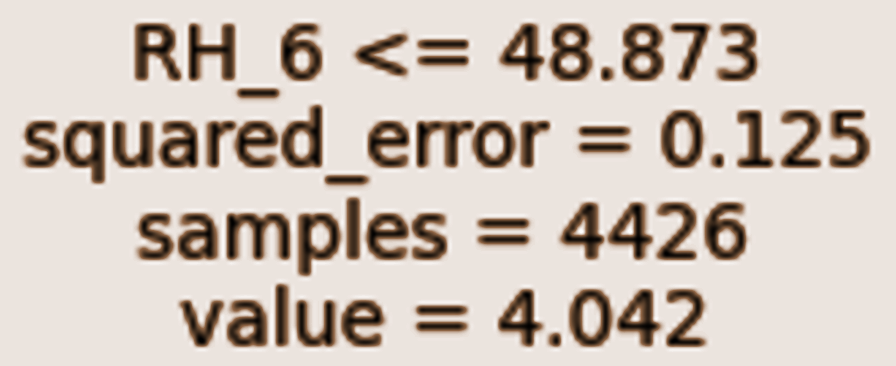 RH_6 <= 48.873
squared_error = 0.125
samples = 4426
value = 4.042